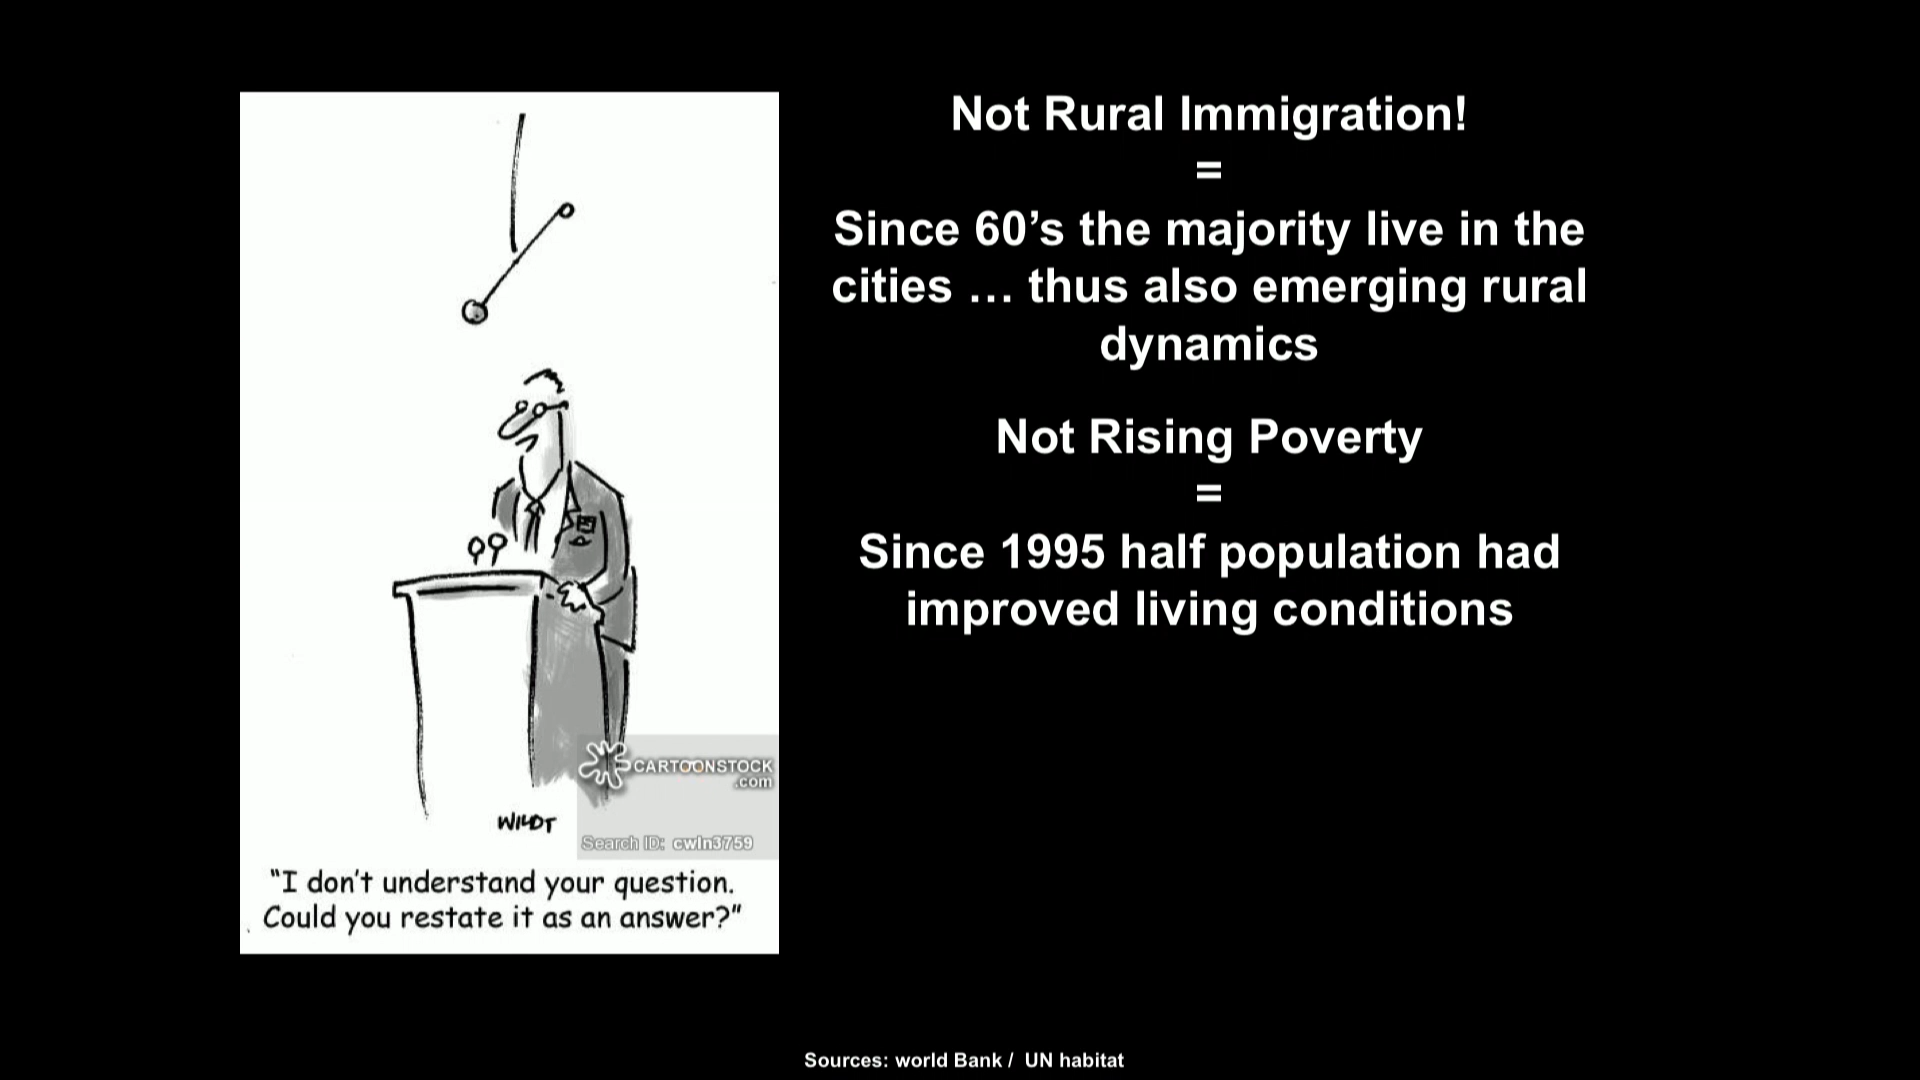 Not Rural Immigration!
=
Since 60’s the majority live in the
cities … thus also emerging rural
dynamics
Not Rising Poverty
=
Since 1995 half population had
improved living conditions
CARTOONSTOCK
.com
WILDT
Search ID: cwln3759
“I don’t understand your question.
Could you restate it as an answer?”
Sources: world Bank / UN habitat